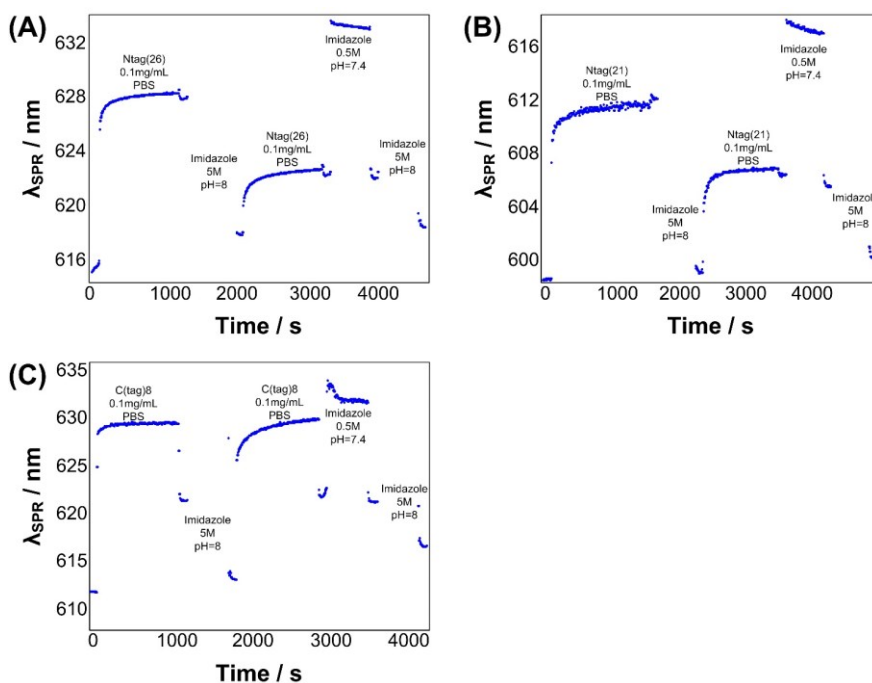 (A)
632
628
624
620
616
λSPR / nm
Ntag(26)
0.1mg/mL
PBS
Imidazole
5M
pH=8
Ntag(26)
0.1mg/mL
PBS
Imidazole
0.5M
pH=7.4
Imidazole
5M
pH=8
0 1000 2000 3000 4000
Time / s
(B)
616
612
608
604
600
λSPR / nm
Ntag(21)
0.1mg/mL
PBS
Imidazole
5M
pH=8
Ntag(21)
0.1mg/mL
PBS
Imidazole
0.5M
pH=7.4
Imidazol
5M
pH=8
0 1000 2000 3000 4000
Time / s
(C)
635
630
625
620
615
610
λSPR / nm
C(tag)8
0.1mg/mL
PBS
Imidazole
5M
pH=8
C(tag)8
0.1mg/mL
PBS
Imidazole
0.5M
pH=7.4
Imidazole
5M
pH=8
0 1000 2000 3000 4000
Time / s